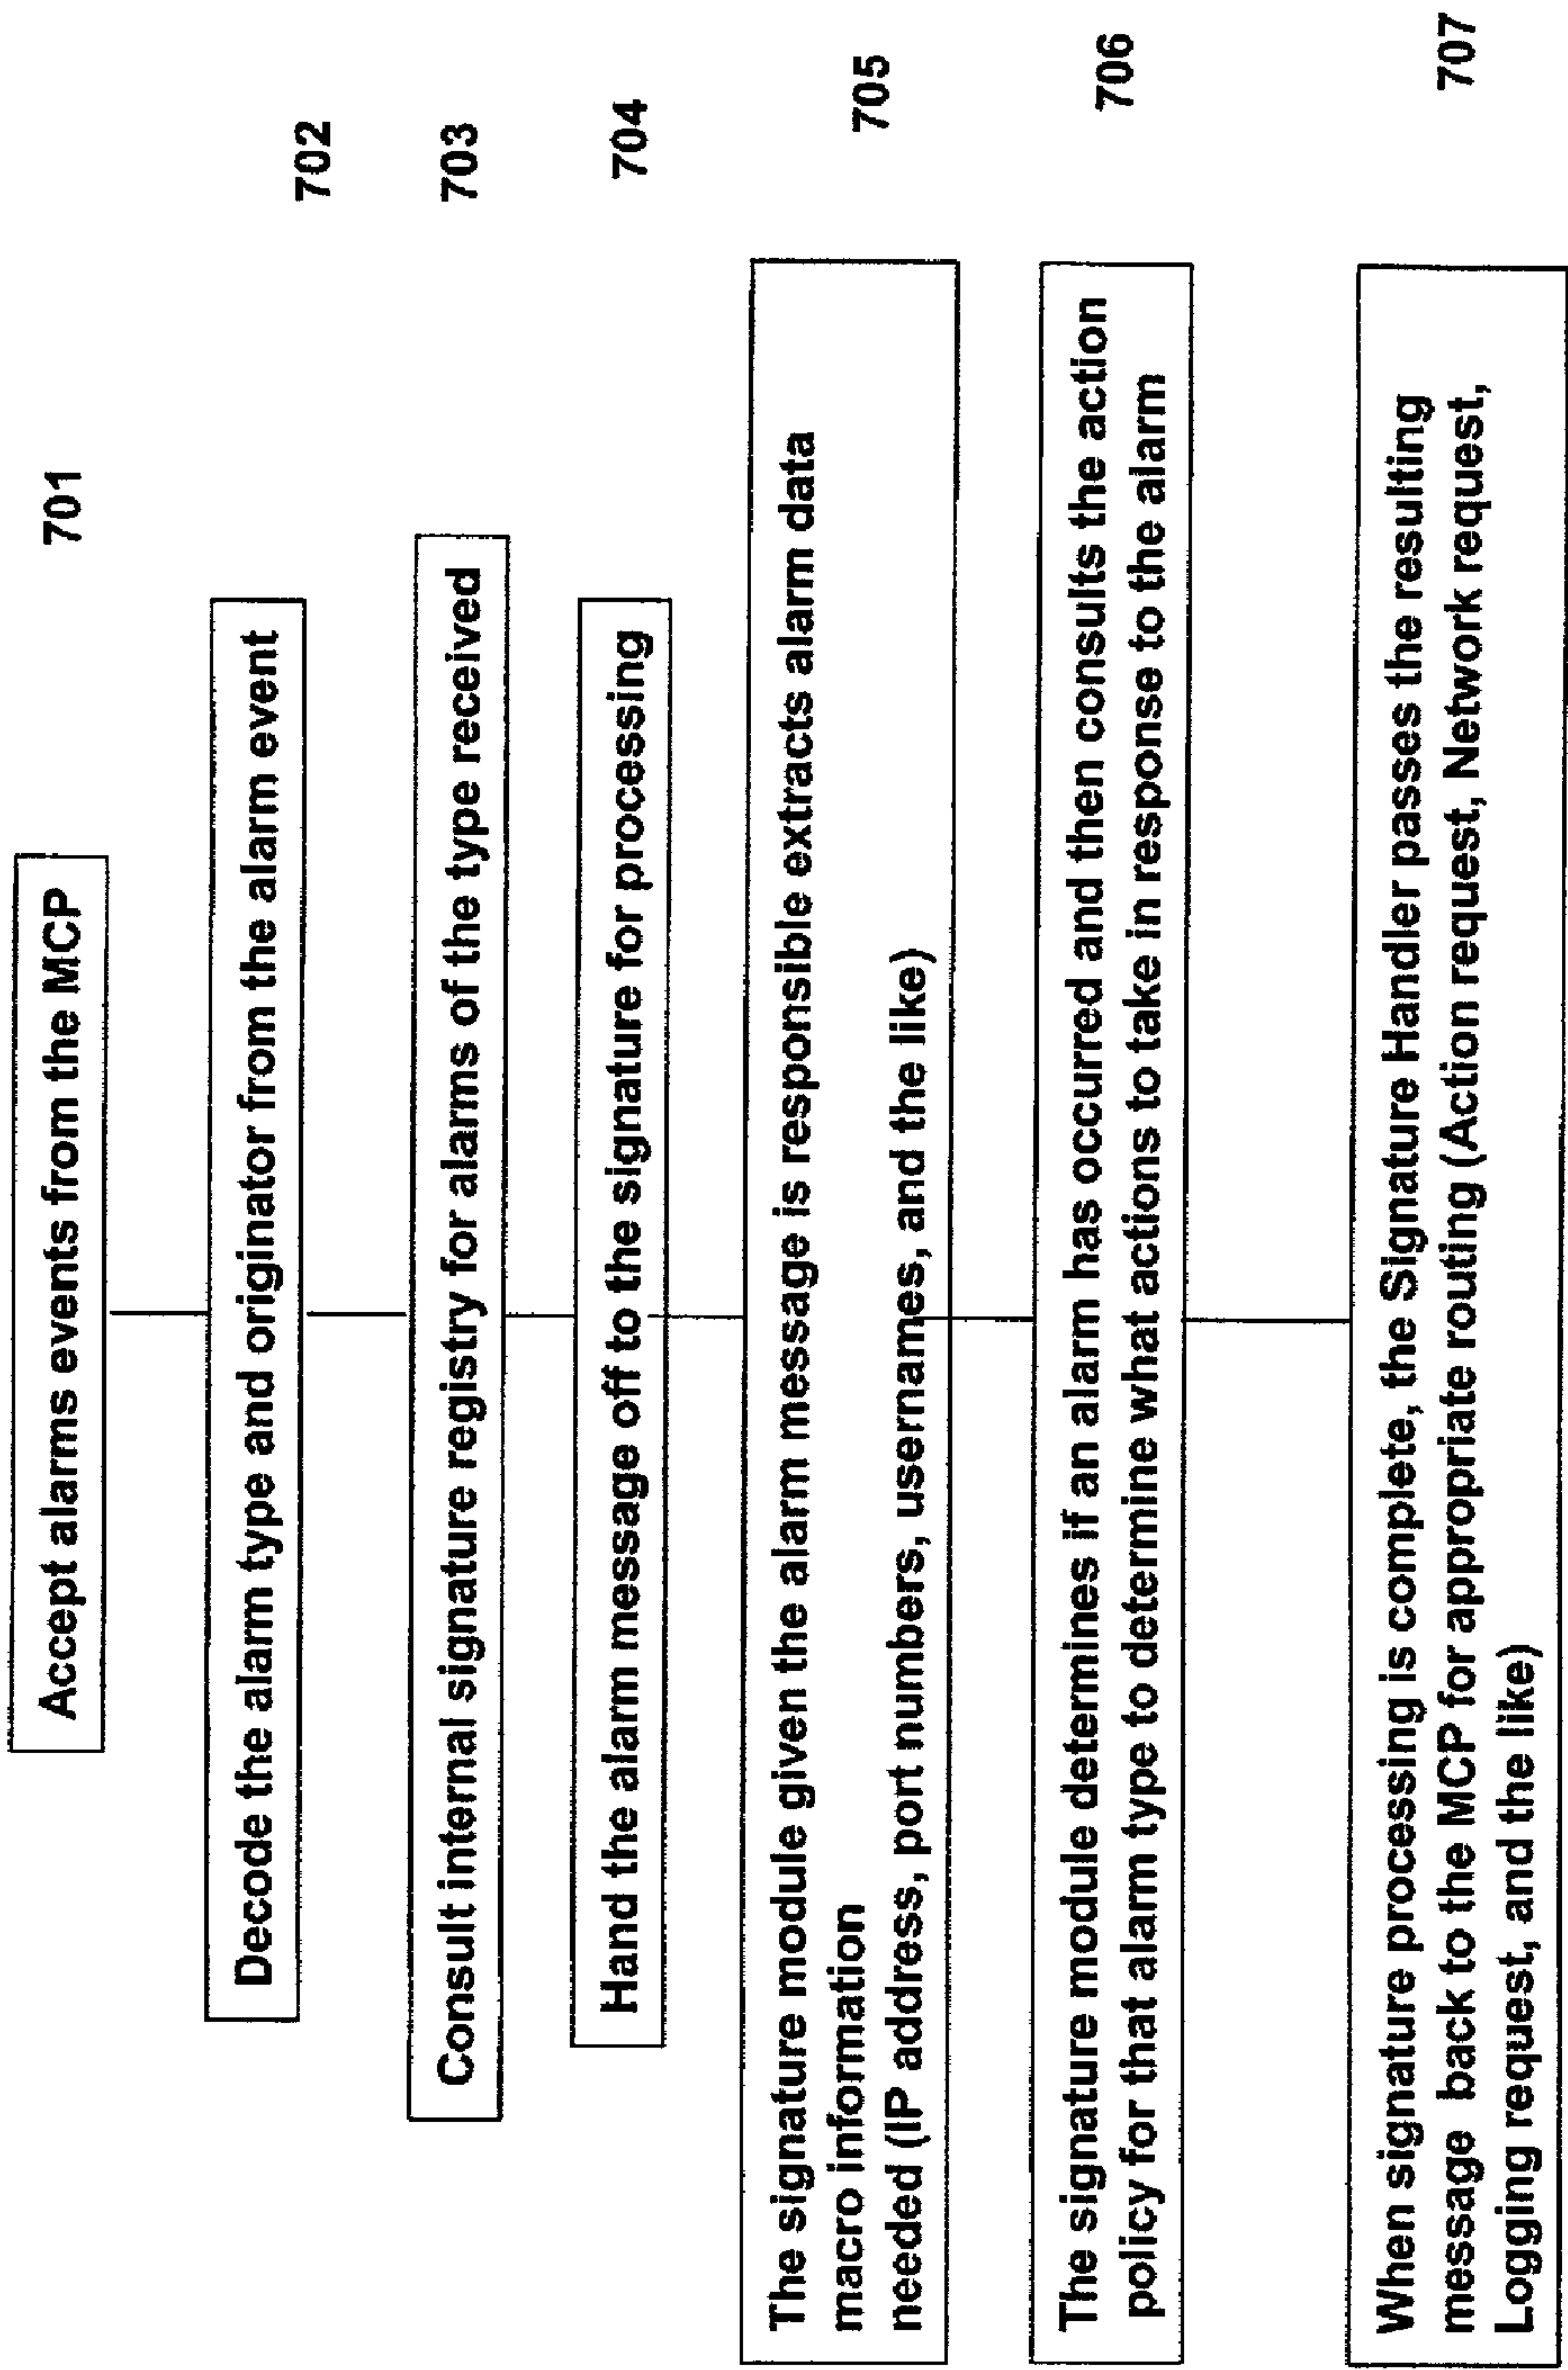 Accept alarms events from the MCP
701
Decode the alarm type and originator from the alarm event
702
Consult internal signature registry for alarms of the type received
703
Hand the alarm message off to the signature for processing
704
The signature module given the alarm message is responsible extracts alarm data
macro information
needed (IP address, port numbers, usernames, and the like)
705
The signature module determines if an alarm has occurred and then consults the action
policy for that alarm type to determine what actions to take in response to the alarm
706
When signature processing is complete, the Signature Handler passes the resulting
message back to the MCP for appropriate routing (Action request, Network request,
Logging request, and the like)
707